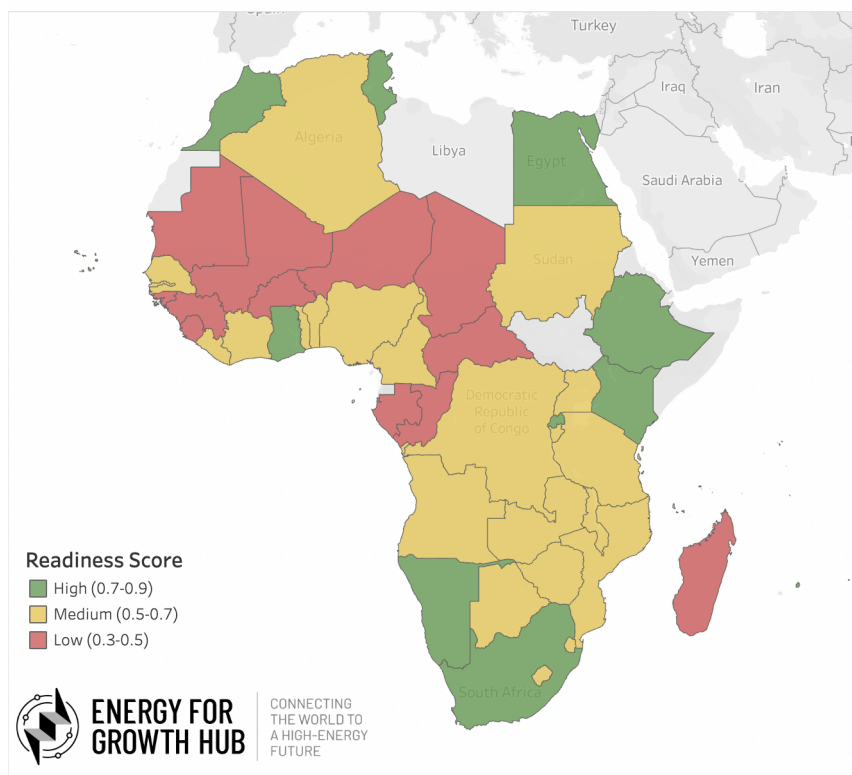 Spain
Turkey
Iraq
Iran
Algeria
Libya
Egypt
Saudi Arabia
Sudan
Yemen
Democratic
Republic
of Congo
South Africa
Readiness Score
High (0.7-0.9)
Medium (0.5-0.7)
Low (0.3-0.5)
ENERGY FOR
GROWTH HUB
CONNECTING
THE WORLD TO
A HIGH-ENERGY
FUTURE